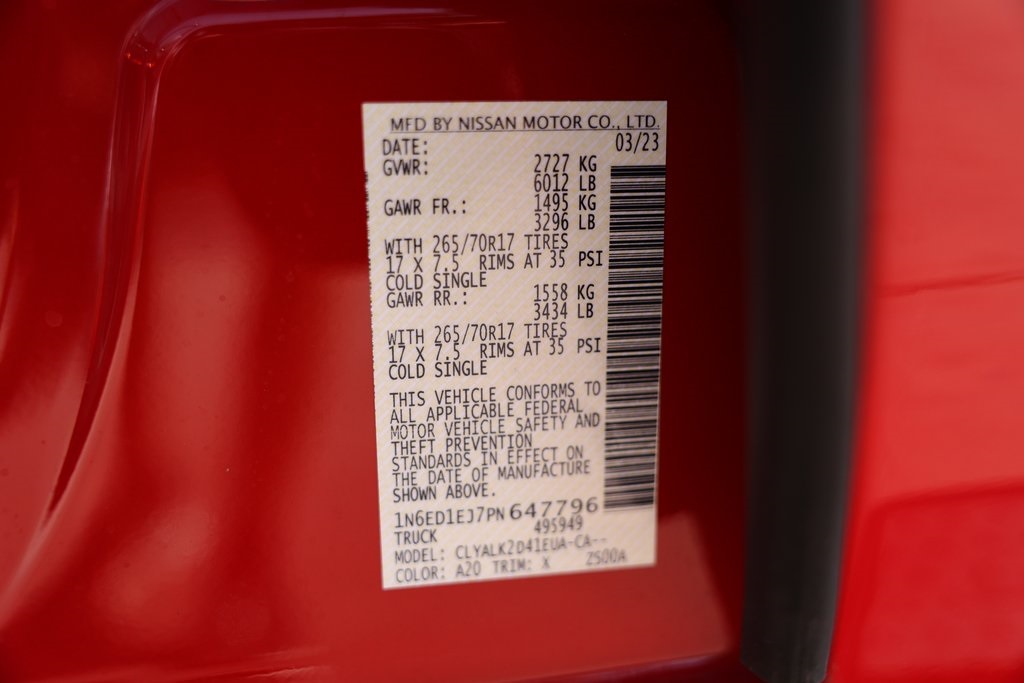 MFD BY NISSAN MOTOR CO., LTD.
DATE: 03/23
GVWR: 2727 KG
6012 LB
GAWR FR.: 1495 KG
3296 LB
WITH 265/70R17 TIRES
17 X 7.5 RIMS AT 35 PSI
COLD SINGLE
GAWR RR.: 1558 KG
3434 LB
WITH 265/70R17 TIRES
17 X 7.5 RIMS AT 35 PSI
COLD SINGLE
THIS VEHICLE CONFORMS TO
ALL APPLICABLE FEDERAL
MOTOR VEHICLE SAFETY AND
THEFT PREVENTION
STANDARDS IN EFFECT ON
THE DATE OF MANUFACTURE
SHOWN ABOVE.
1N6ED1EJ7PN647796
TRUCK 495949
MODEL: CLYALK2D41EUA-CA--
COLOR: A20 TRIM: X ZS00A